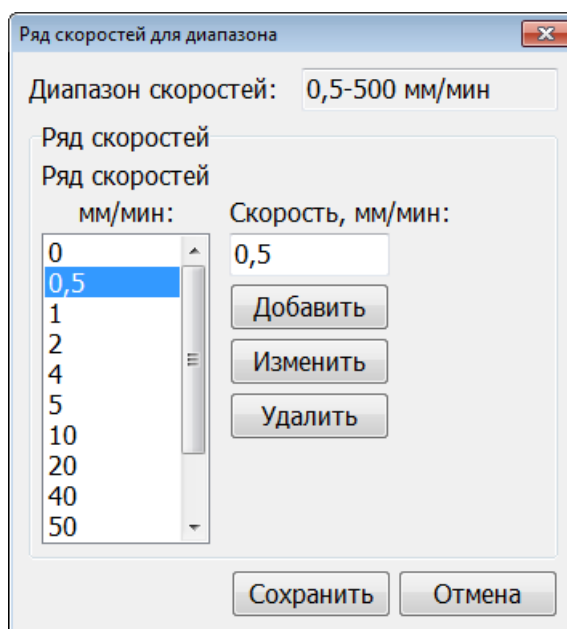 Ряд скоростей для диапазона
Диапазон скоростей: 0,5-500 мм/мин
Ряд скоростей
Ряд скоростей
мм/мин: Скорость, мм/мин:
0 0,5
0,5
1 Добавить
2
4 Изменить
5 Удалить
10
20
40
50
Сохранить Отмена